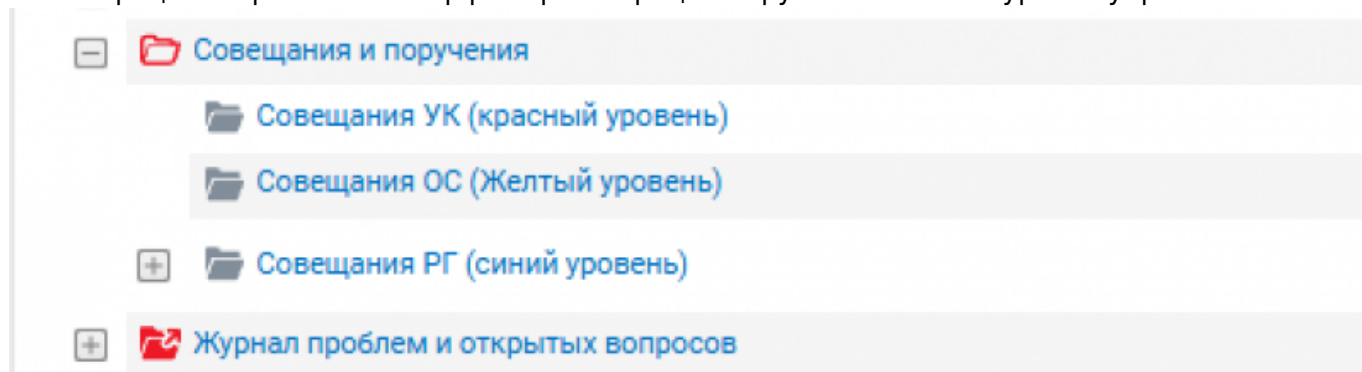 Совещания и поручения
Совещания УК (красный уровень)
Совещания ОС (Желтый уровень)
Совещания РГ (синий уровень)
Журнал проблем и открытых вопросов